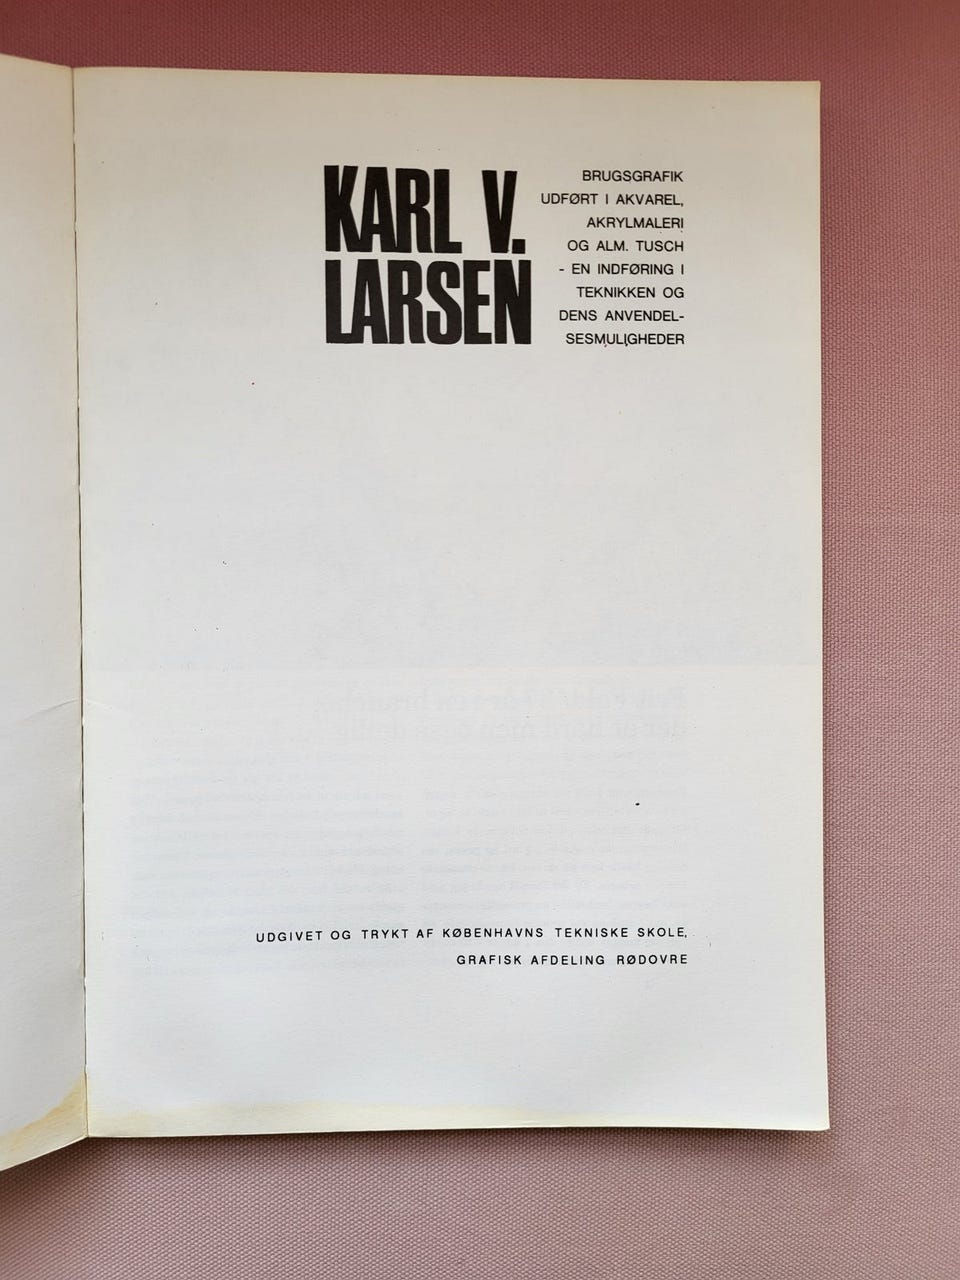 KARL V.
LARSEN
BRUGSGRAFIK
UDFØRT I AKVAREL,
AKRYLMALERI
OG ALM. TUSCH
- EN INDFØRING I
TEKNIKKEN OG
DENS ANVENDEL-
SESMULIGHEDER
UDGIVET OG TRYKT AF KØBENHAVNS TEKNISKE SKOLE,
GRAFISK AFDELING RØDOVRE